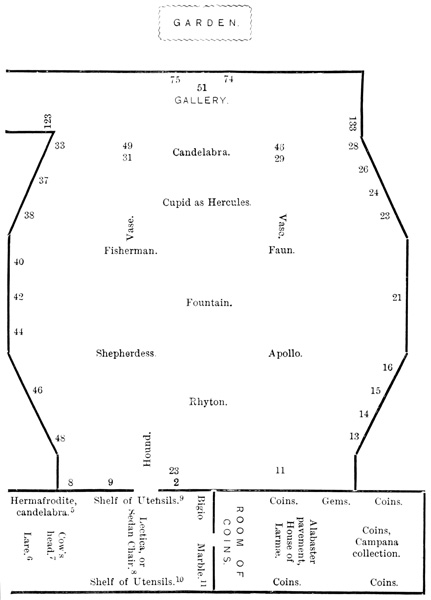 GARDEN.
75 74
51
GALLERY.
123
133
33 49 46 28
31 Candelabra. 29
26
37
24
Cupid as Hercules.
38 23
Vase. Vase.
Fisherman. Faun.
40
42 Fountain. 21
44
Shepherdess. Apollo.
16
46 15
Rhyton.
14
48 13
Hound.
23 11
8 9 2
Hermafrodite, Shelf of Utensils.9 Coins. Gems. Coins.
candelabra.5
Bigio
Marble.11
ROOM OF
COINS.
Cow's
head.7
Lare.6
Lectica, or
Sedan Chair.8
Alabaster
pavement,
House of
Larmæ.
Coins,
Campana
collection.
Shelf of Utensils.10 Coins. Coins.